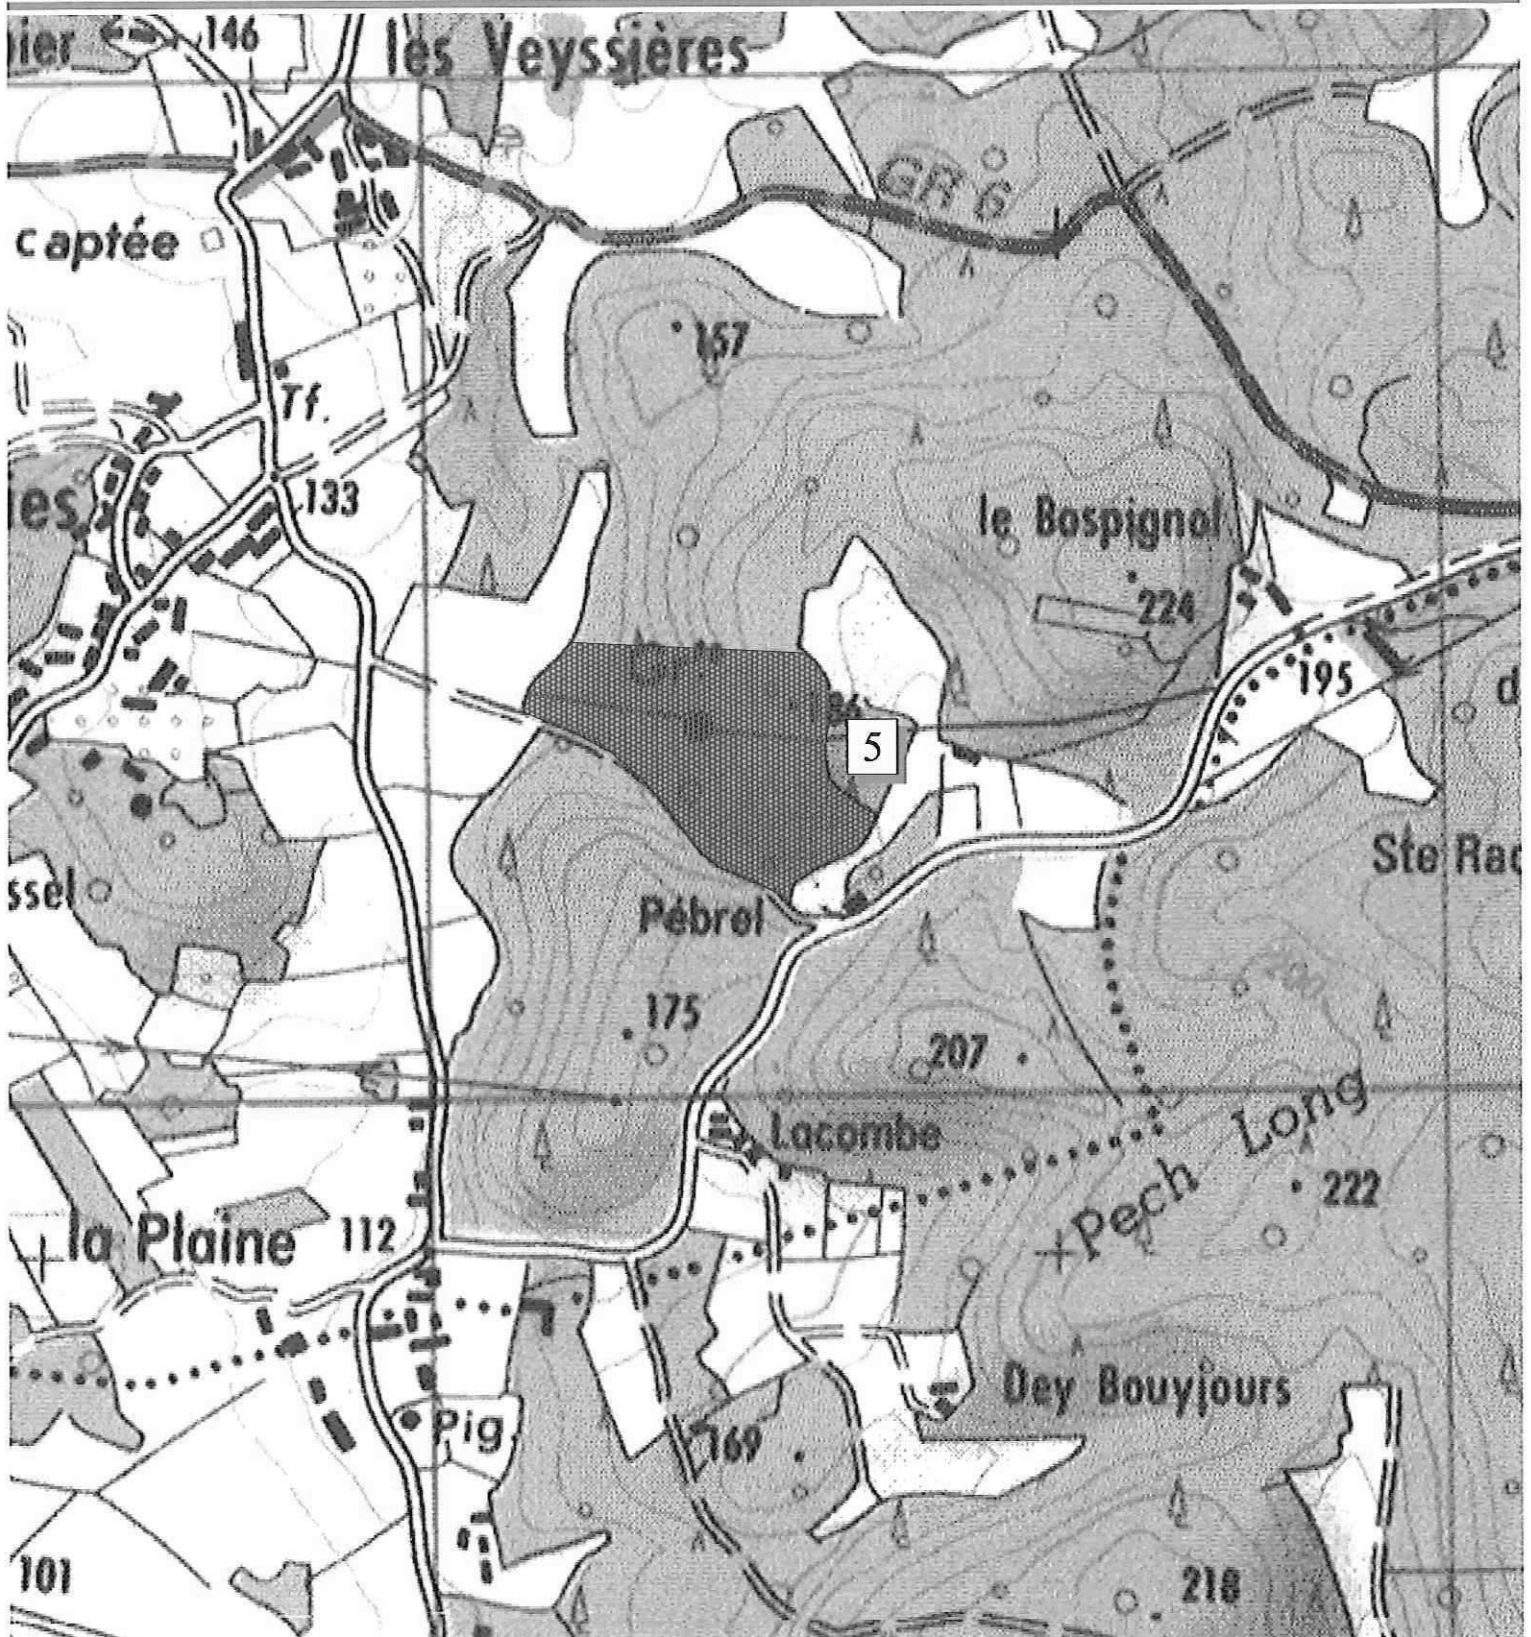 146
les Veyssières
GR 6
captée
157
Tf.
133
le Bospignol
224
Gtte
195
5
Ste Rad
Pébrel
175
207
Lacombe
Pech Long
222
la Plaine
112
Dey Bouyjours
Pig
169
101
218